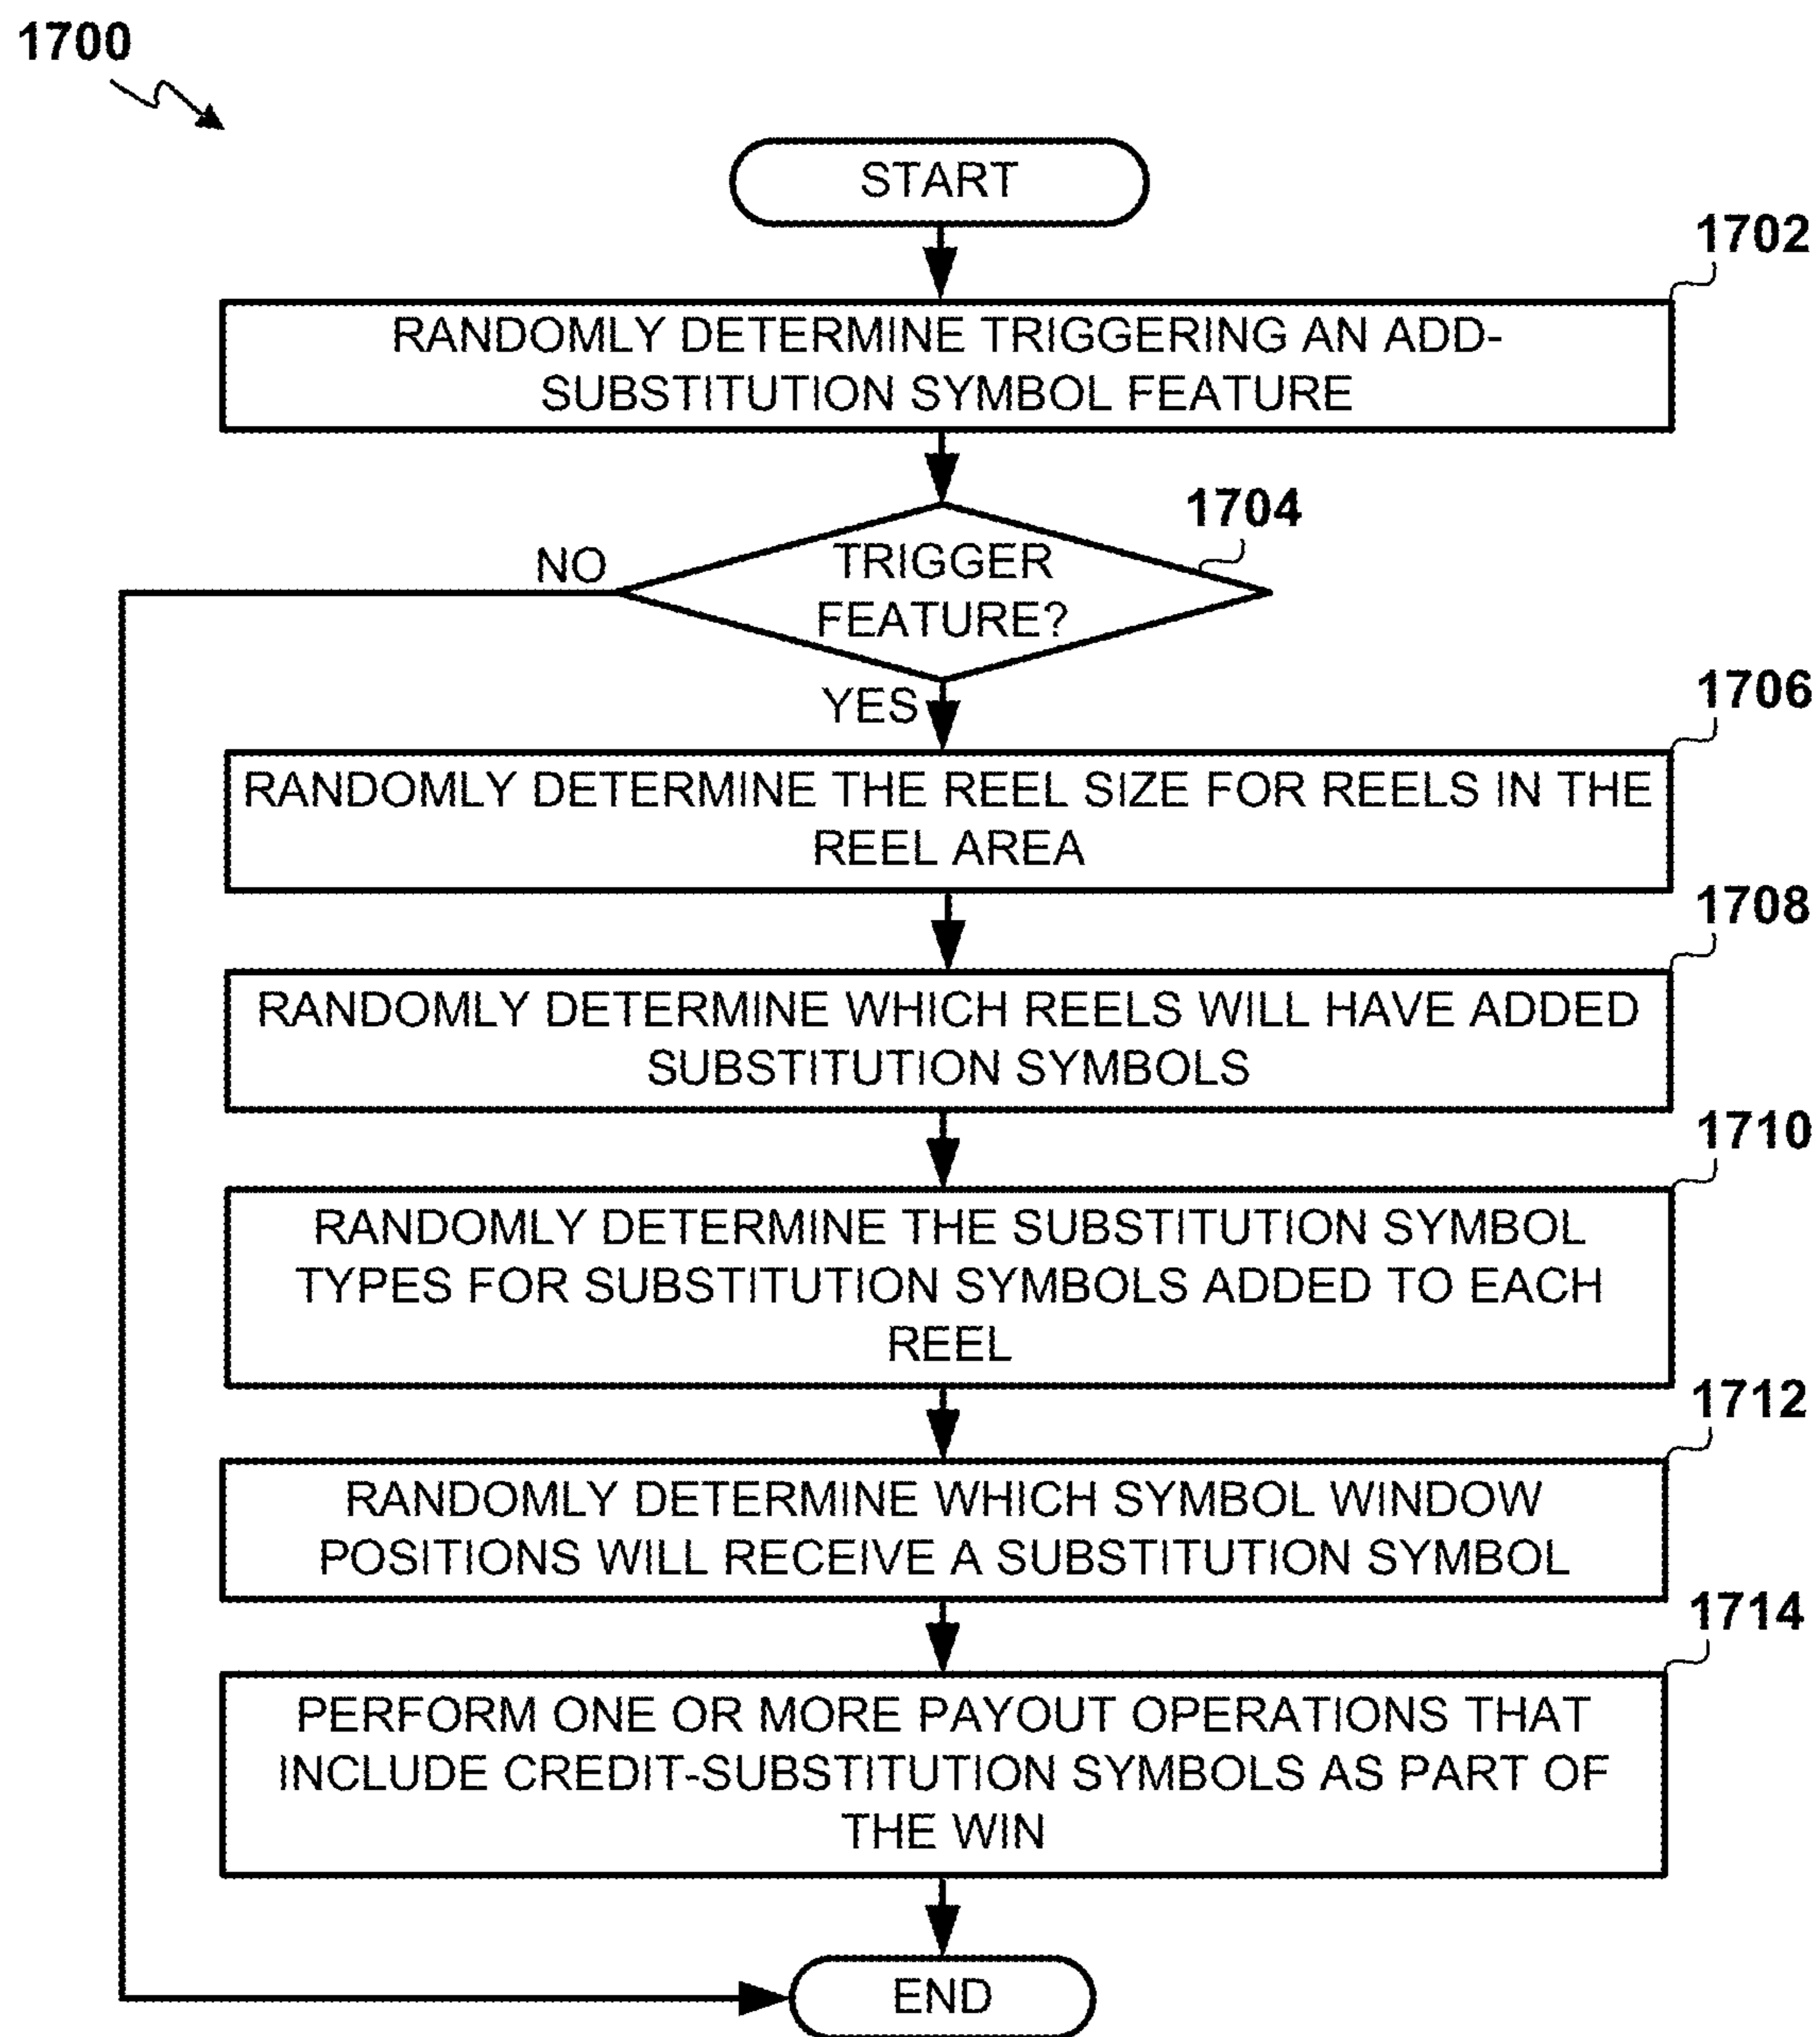 1700
START
1702
RANDOMLY DETERMINE TRIGGERING AN ADD-
SUBSTITUTION SYMBOL FEATURE
1704
NO
TRIGGER
FEATURE?
YES
1706
RANDOMLY DETERMINE THE REEL SIZE FOR REELS IN THE
REEL AREA
1708
RANDOMLY DETERMINE WHICH REELS WILL HAVE ADDED
SUBSTITUTION SYMBOLS
1710
RANDOMLY DETERMINE THE SUBSTITUTION SYMBOL
TYPES FOR SUBSTITUTION SYMBOLS ADDED TO EACH
REEL
1712
RANDOMLY DETERMINE WHICH SYMBOL WINDOW
POSITIONS WILL RECEIVE A SUBSTITUTION SYMBOL
1714
PERFORM ONE OR MORE PAYOUT OPERATIONS THAT
INCLUDE CREDIT-SUBSTITUTION SYMBOLS AS PART OF
THE WIN
END